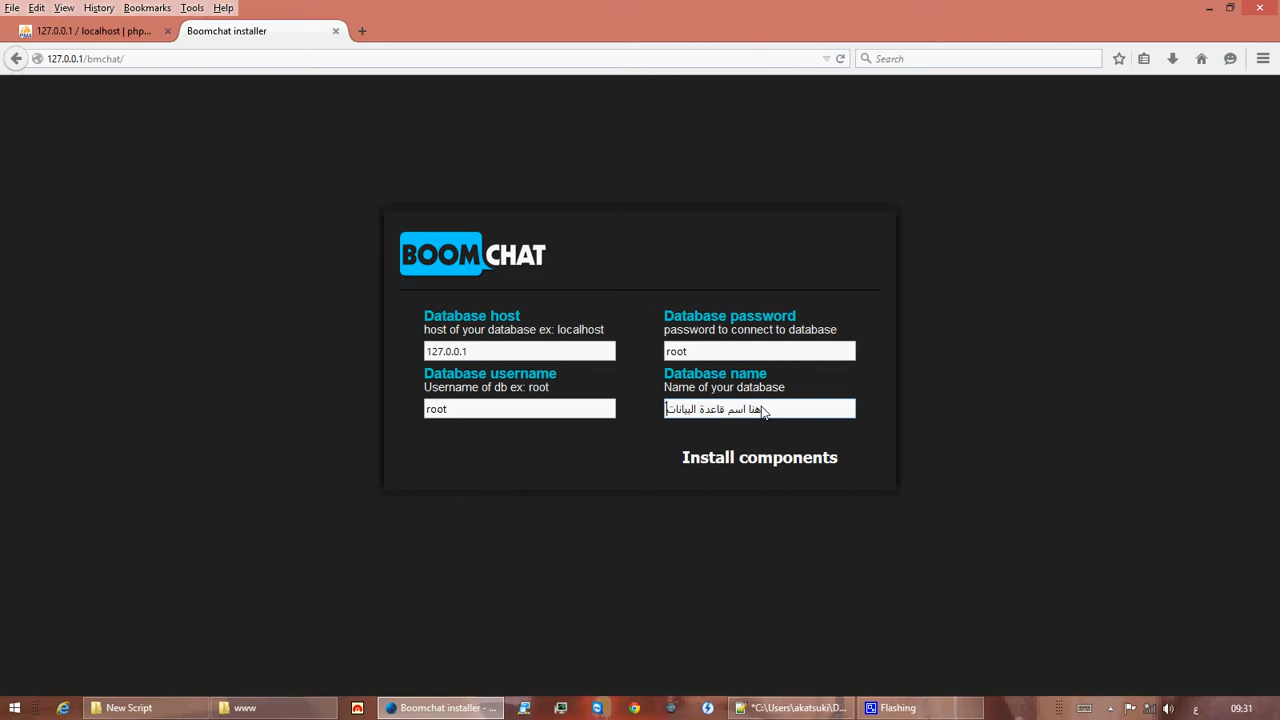 File Edit View History Bookmarks Tools Help
127.0.0.1 / localhost | php...
Boomchat installer
127.0.0.1/bmchat/
Search
BOOM CHAT
Database host
host of your database ex: localhost
127.0.0.1
Database password
password to connect to database
root
Database username
Username of db ex: root
root
Database name
Name of your database
هنا اسم قاعدة البيانات
Install components
New Script
www
Boomchat installer - ...
*C:\Users\akatsuki\D...
Flashing
ع
09:31